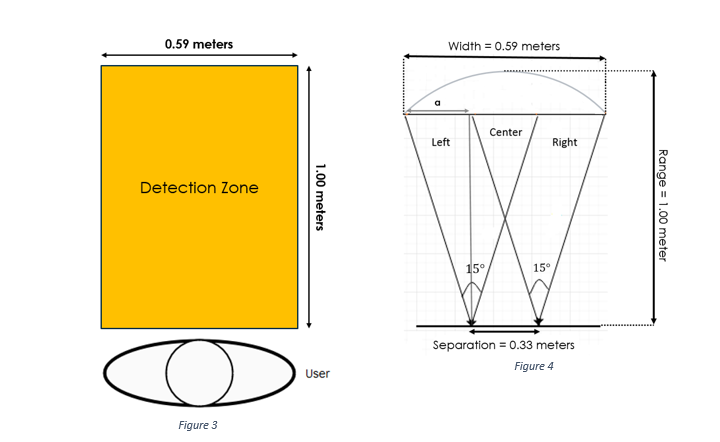 0.59 meters
Detection Zone
1.00 meters
User
Figure 3
Width = 0.59 meters
a
Left
Center
Right
Range = 1.00 meter
15°
15°
Separation = 0.33 meters
Figure 4